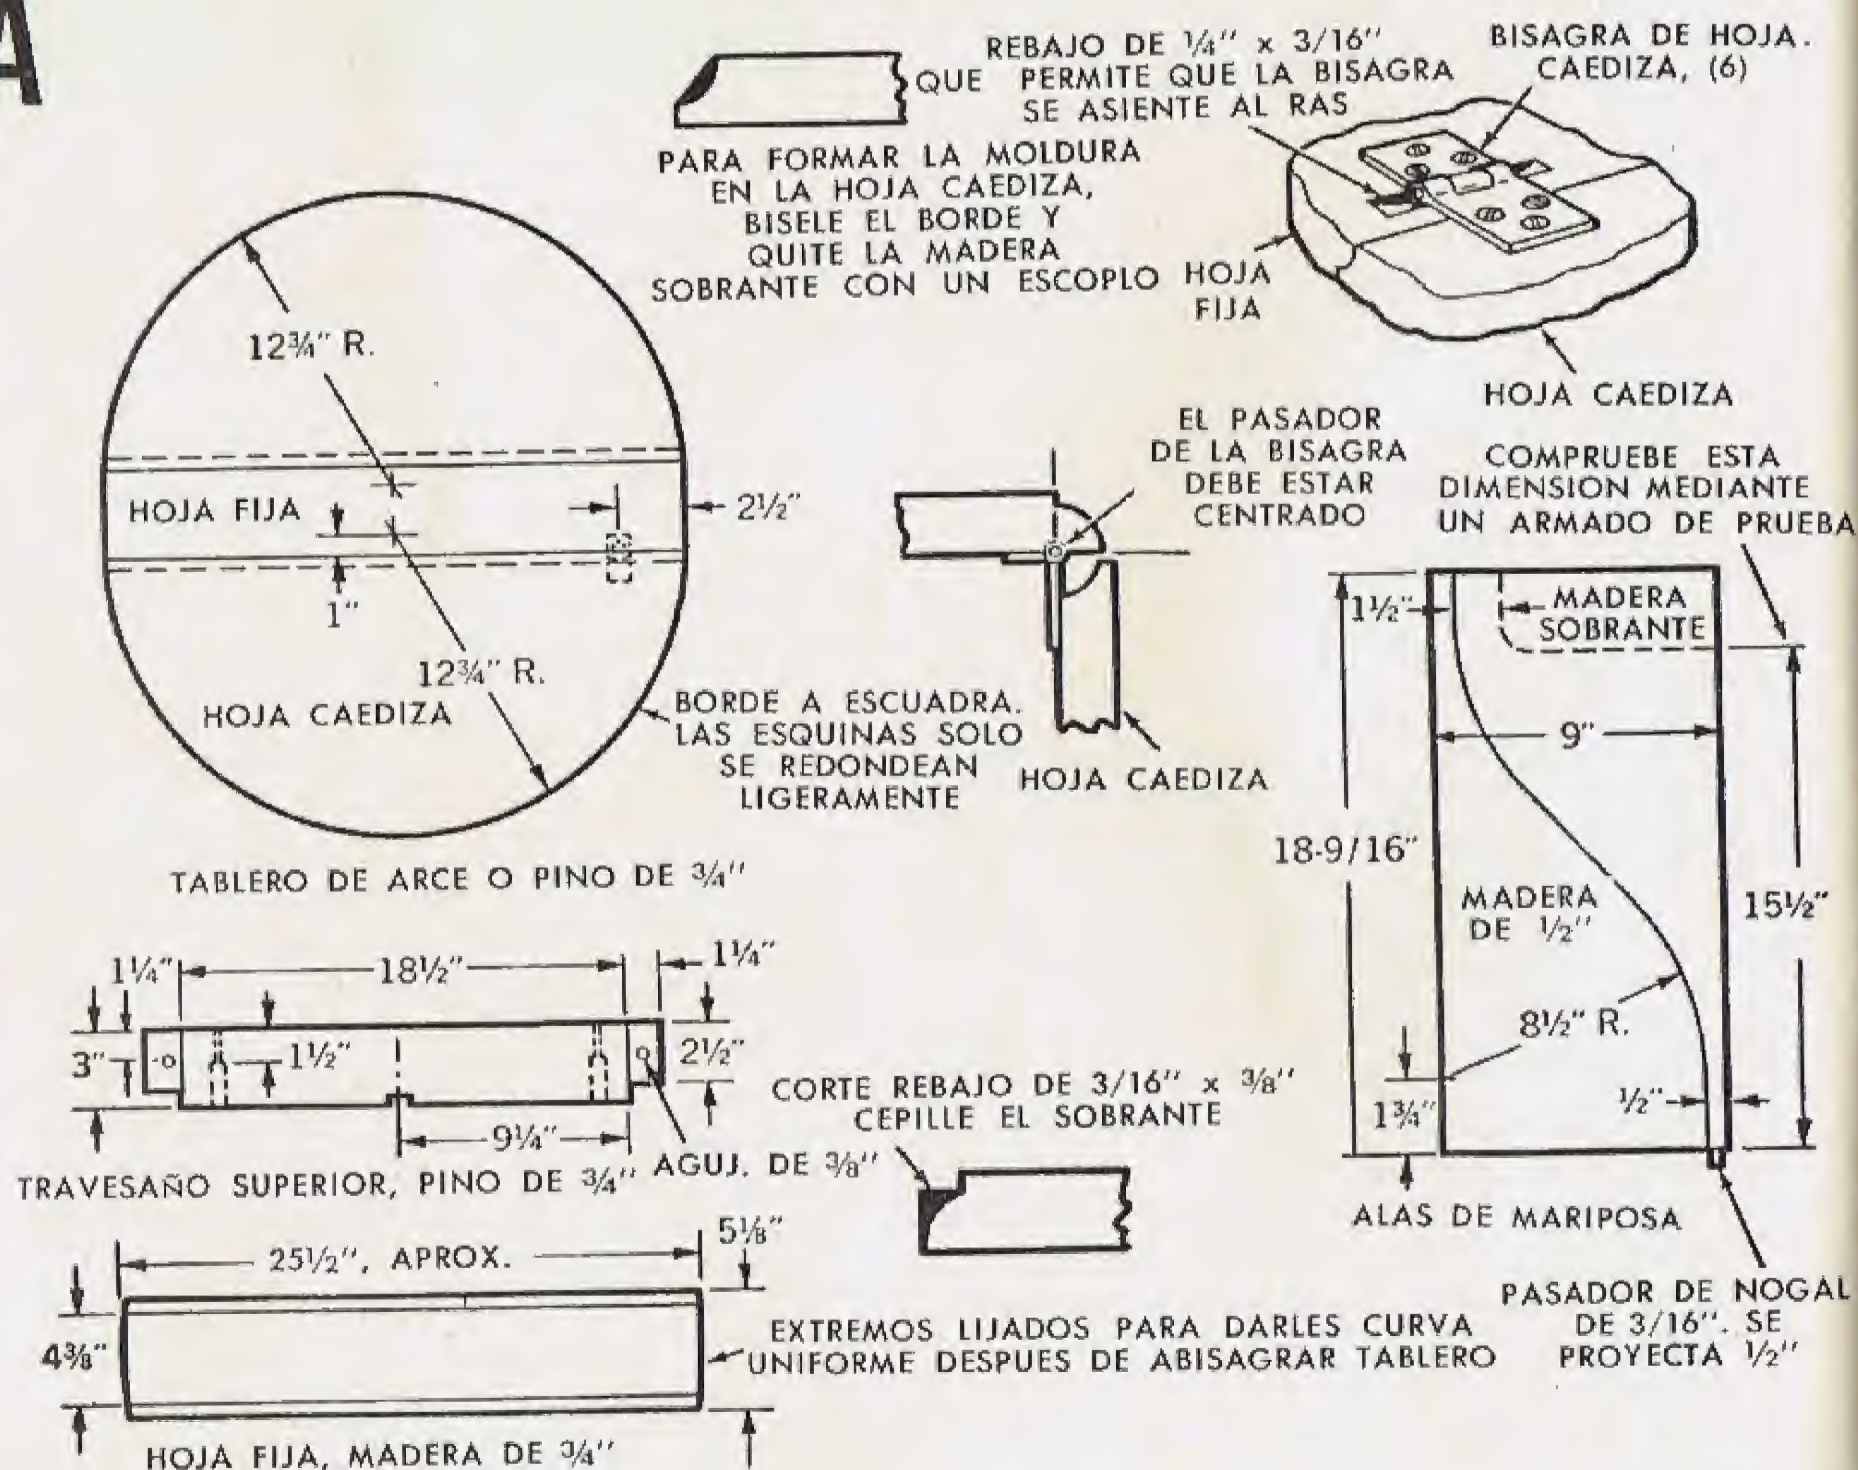 A
REBAJO DE 1/4" x 3/16"
QUE PERMITE QUE LA BISAGRA
SE ASIENTE AL RAS
BISAGRA DE HOJA.
CAEDIZA, (6)
PARA FORMAR LA MOLDURA
EN LA HOJA CAEDIZA,
BISELE EL BORDE Y
QUITE LA MADERA
SOBRANTE CON UN ESCOPLO
HOJA
FIJA
HOJA CAEDIZA
12¾" R.
HOJA FIJA
2½"
1"
12¾" R.
HOJA CAEDIZA
BORDE A ESCUADRA.
LAS ESQUINAS SOLO
SE REDONDEAN
LIGERAMENTE
TABLERO DE ARCE O PINO DE ¾"
EL PASADOR
DE LA BISAGRA
DEBE ESTAR
CENTRADO
HOJA CAEDIZA
COMPRUEBE ESTA
DIMENSION MEDIANTE
UN ARMADO DE PRUEBA
1½"
MADERA
SOBRANTE
9"
18-9/16"
MADERA
DE ½"
15½"
8½" R.
1¾"
½"
ALAS DE MARIPOSA
PASADOR DE NOGAL
DE 3/16". SE
PROYECTA ½"
1¼"
18½"
1¼"
3"
1½"
2½"
9¼"
AGUJ. DE ⅜"
TRAVESAÑO SUPERIOR, PINO DE ¾"
CORTE REBAJO DE 3/16" x ⅜"
CEPILLE EL SOBRANTE
25½", APROX.
5⅛"
4⅜"
EXTREMOS LIJADOS PARA DARLES CURVA
UNIFORME DESPUES DE ABISAGRAR TABLERO
HOJA FIJA, MADERA DE ¾"